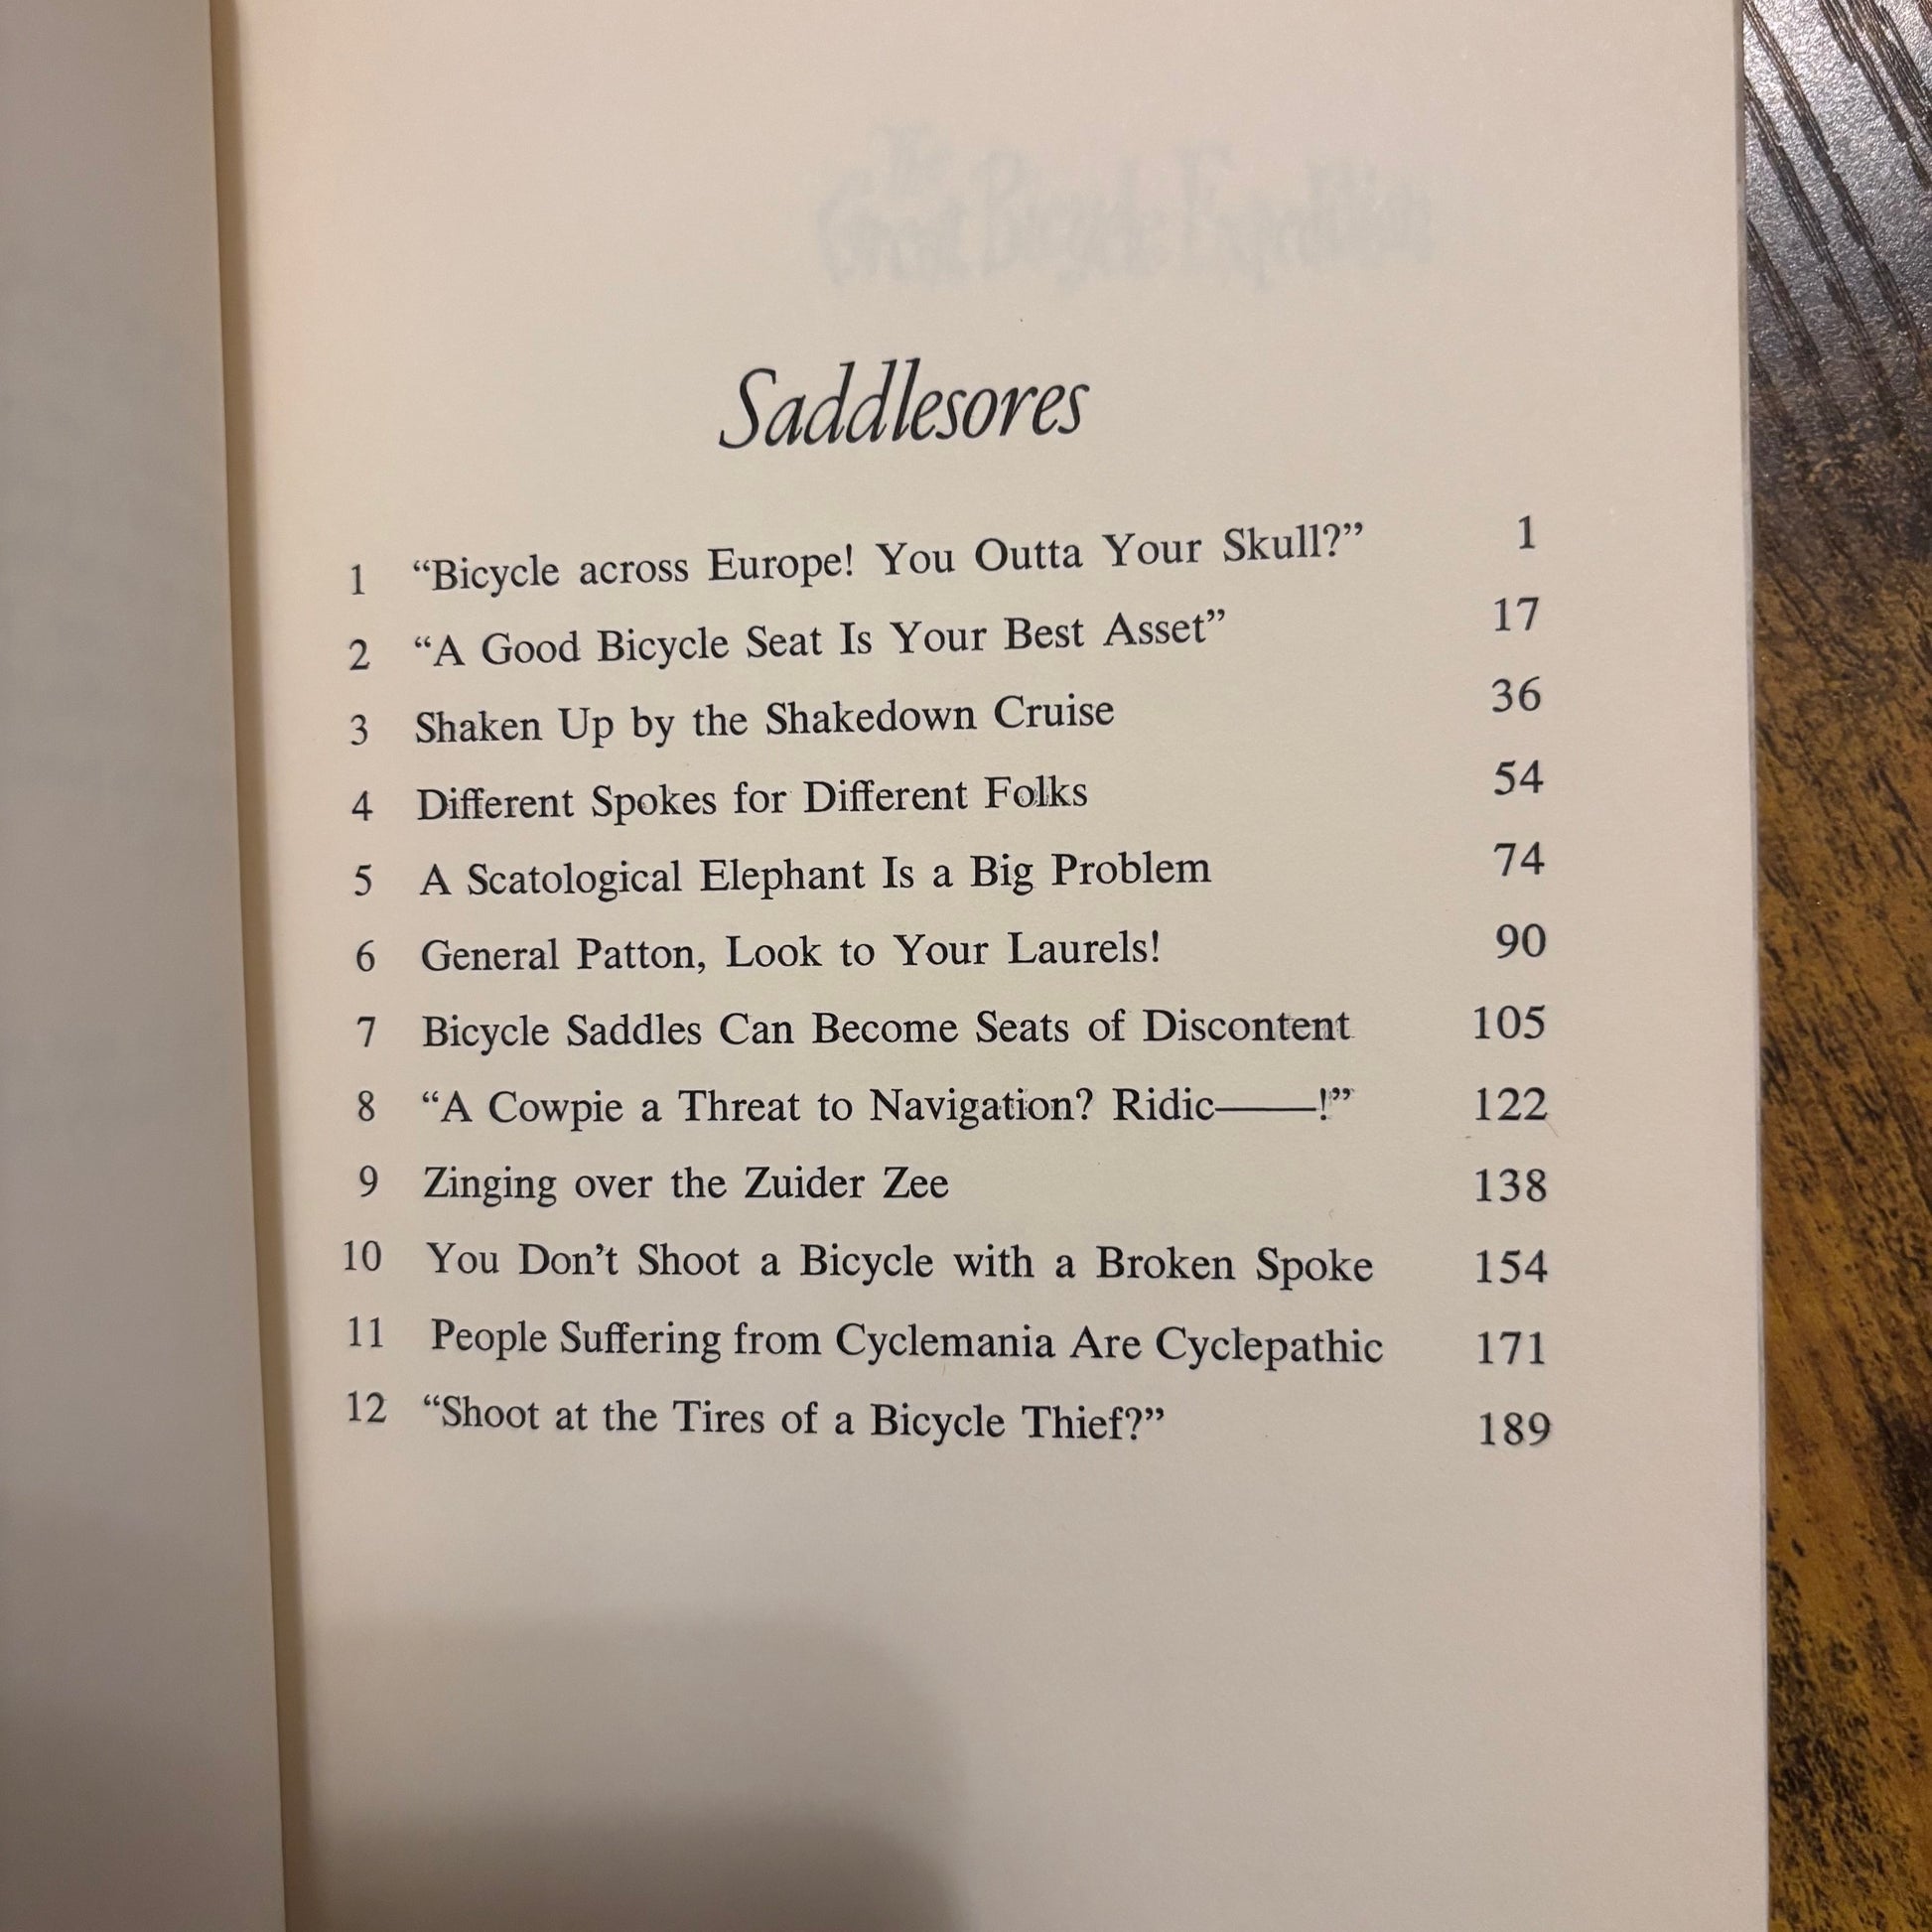 The
Great Bicycle Expedition
Saddlesores
1 “Bicycle across Europe! You Outta Your Skull?” 1
2 “A Good Bicycle Seat Is Your Best Asset” 17
3 Shaken Up by the Shakedown Cruise 36
4 Different Spokes for Different Folks 54
5 A Scatological Elephant Is a Big Problem 74
6 General Patton, Look to Your Laurels! 90
7 Bicycle Saddles Can Become Seats of Discontent 105
8 “A Cowpie a Threat to Navigation? Ridic——!” 122
9 Zinging over the Zuider Zee 138
10 You Don’t Shoot a Bicycle with a Broken Spoke 154
11 People Suffering from Cyclemania Are Cyclepathic 171
12 “Shoot at the Tires of a Bicycle Thief?” 189